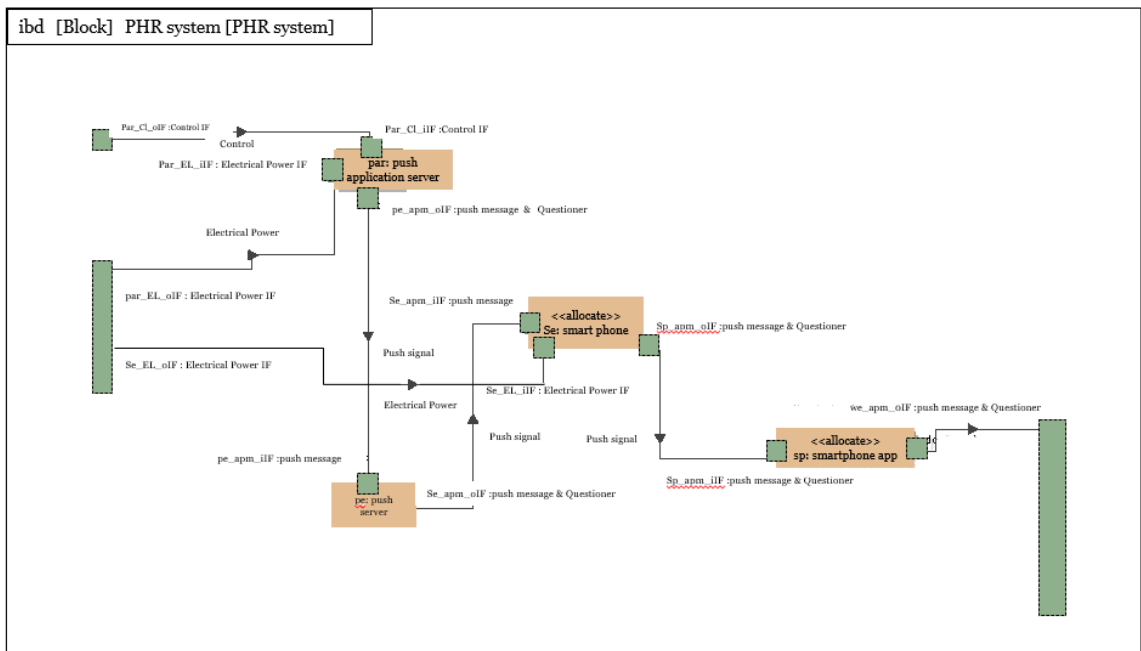 ibd [Block] PHR system [PHR system]
Par_Cl_oIF :Control IF
Control
Par_Cl_iIF :Control IF
Par_EL_iIF : Electrical Power IF
par: push
application server
pe_apm_oIF :push message & Questioner
Electrical Power
par_EL_oIF : Electrical Power IF
Se_apm_iIF :push message
<<allocate>>
Se: smart phone
Sp_apm_oIF :push message & Questioner
Push signal
Se_EL_oIF : Electrical Power IF
Se_EL_iIF : Electrical Power IF
Electrical Power
we_apm_oIF :push message & Questioner
Push signal
Push signal
<<allocate>>
sp: smartphone app
pe_apm_iIF :push message
Sp_apm_iIF :push message & Questioner
Se_apm_oIF :push message & Questioner
pe: push
server